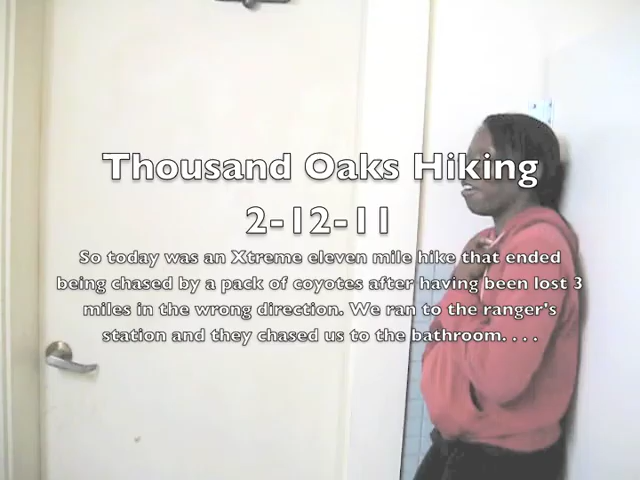 Thousand Oaks Hiking
2-12-11
So today was an Xtreme eleven mile hike that ended
being chased by a pack of coyotes after having been lost 3
miles in the wrong direction. We ran to the ranger's
station and they chased us to the bathroom. . . .